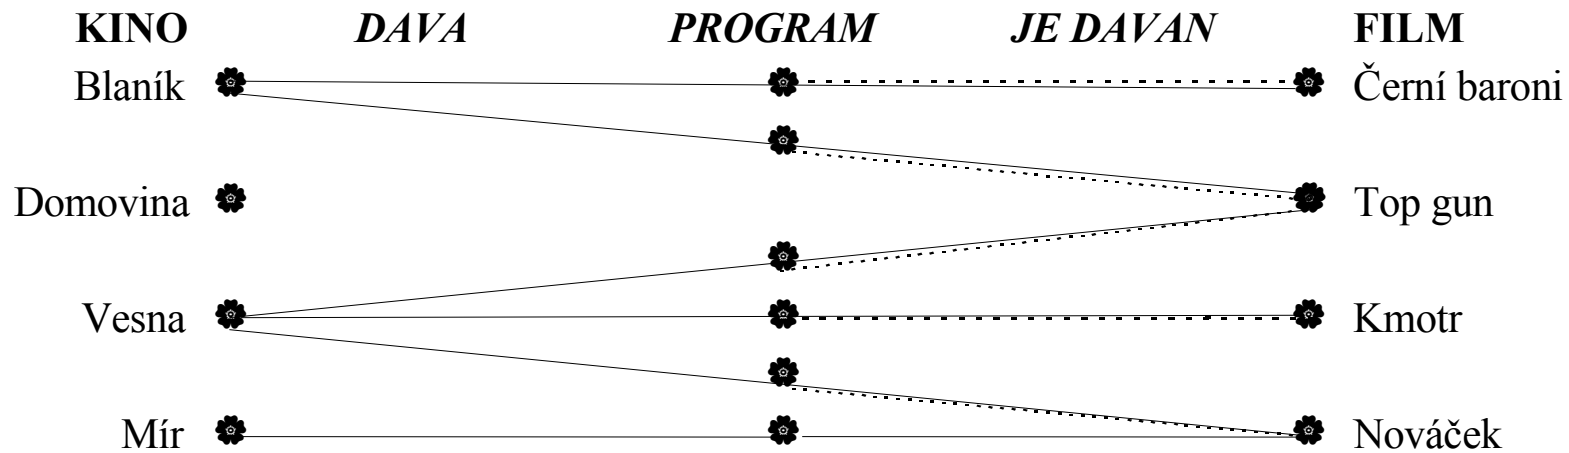 KINO DAVA PROGRAM JE DAVAN FILM
Blaník Černí baroni
Domovina Top gun
Vesna Kmotr
Mír Nováček